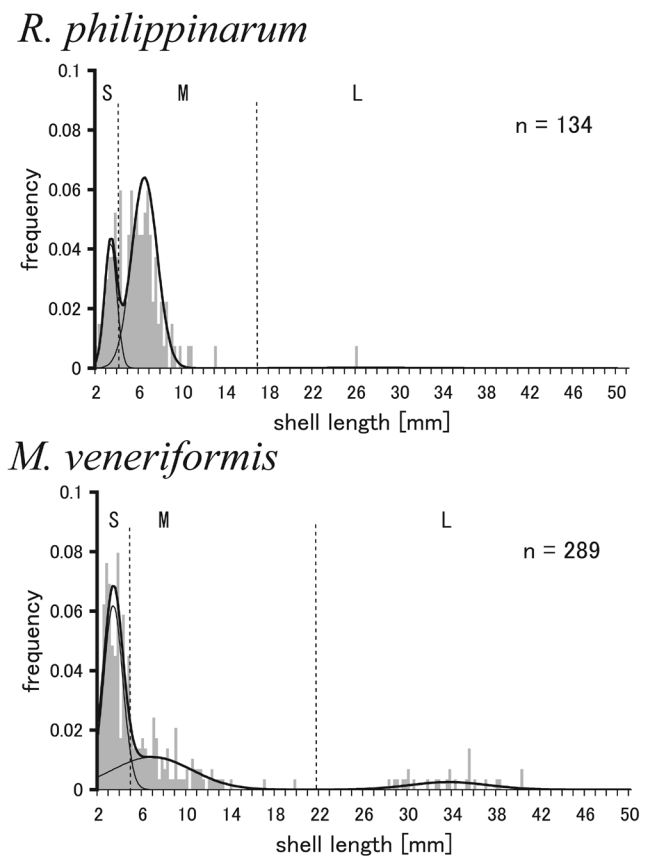 R. philippinarum
0.1
S M L
n = 134
0.08
0.06
0.04
0.02
0
frequency
2 6 10 14 18 22 26 30 34 38 42 46 50
shell length [mm]
M. veneriformis
0.1
S M L
n = 289
0.08
0.06
0.04
0.02
0
frequency
2 6 10 14 18 22 26 30 34 38 42 46 50
shell length [mm]